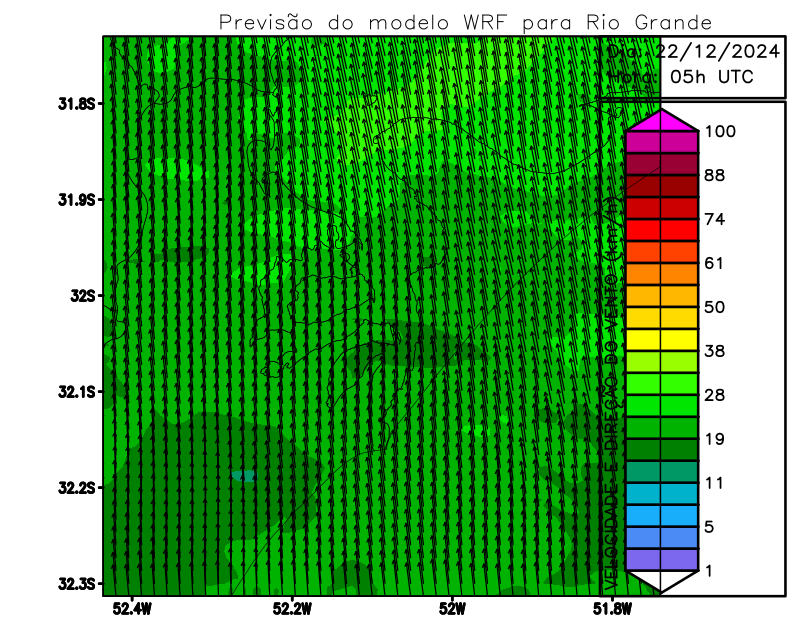 Previsão do modelo WRF para Rio Grande
Dia: 22/12/2024
Hora: 05h UTC
31.8S
31.9S
32S
32.1S
32.2S
32.3S
52.4W
52.2W
52W
51.8W
VELOCIDADE E DIREÇÃO DO VENTO (km/h)
100
88
74
61
50
38
28
19
11
5
1